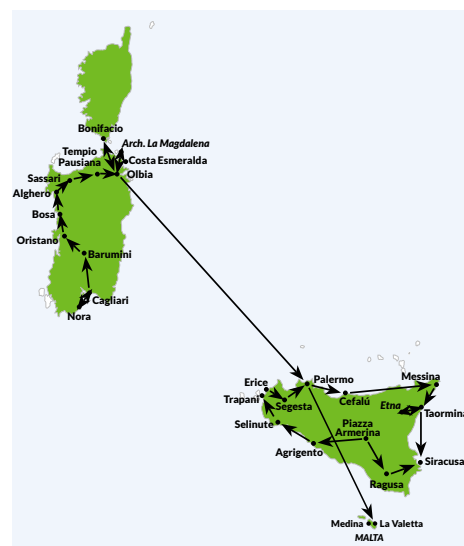 Bonifacio
Arch. La Magdalena
Tempio
Pausiana
Costa Esmeralda
Olbia
Sassari
Alghero
Bosa
Oristano
Barumini
Cagliari
Nora
Palermo
Messina
Erice
Cefalú
Trapani
Segesta
Etna
Taormina
Selinute
Piazza
Armerina
Agrigento
Siracusa
Ragusa
Medina
La Valetta
MALTA